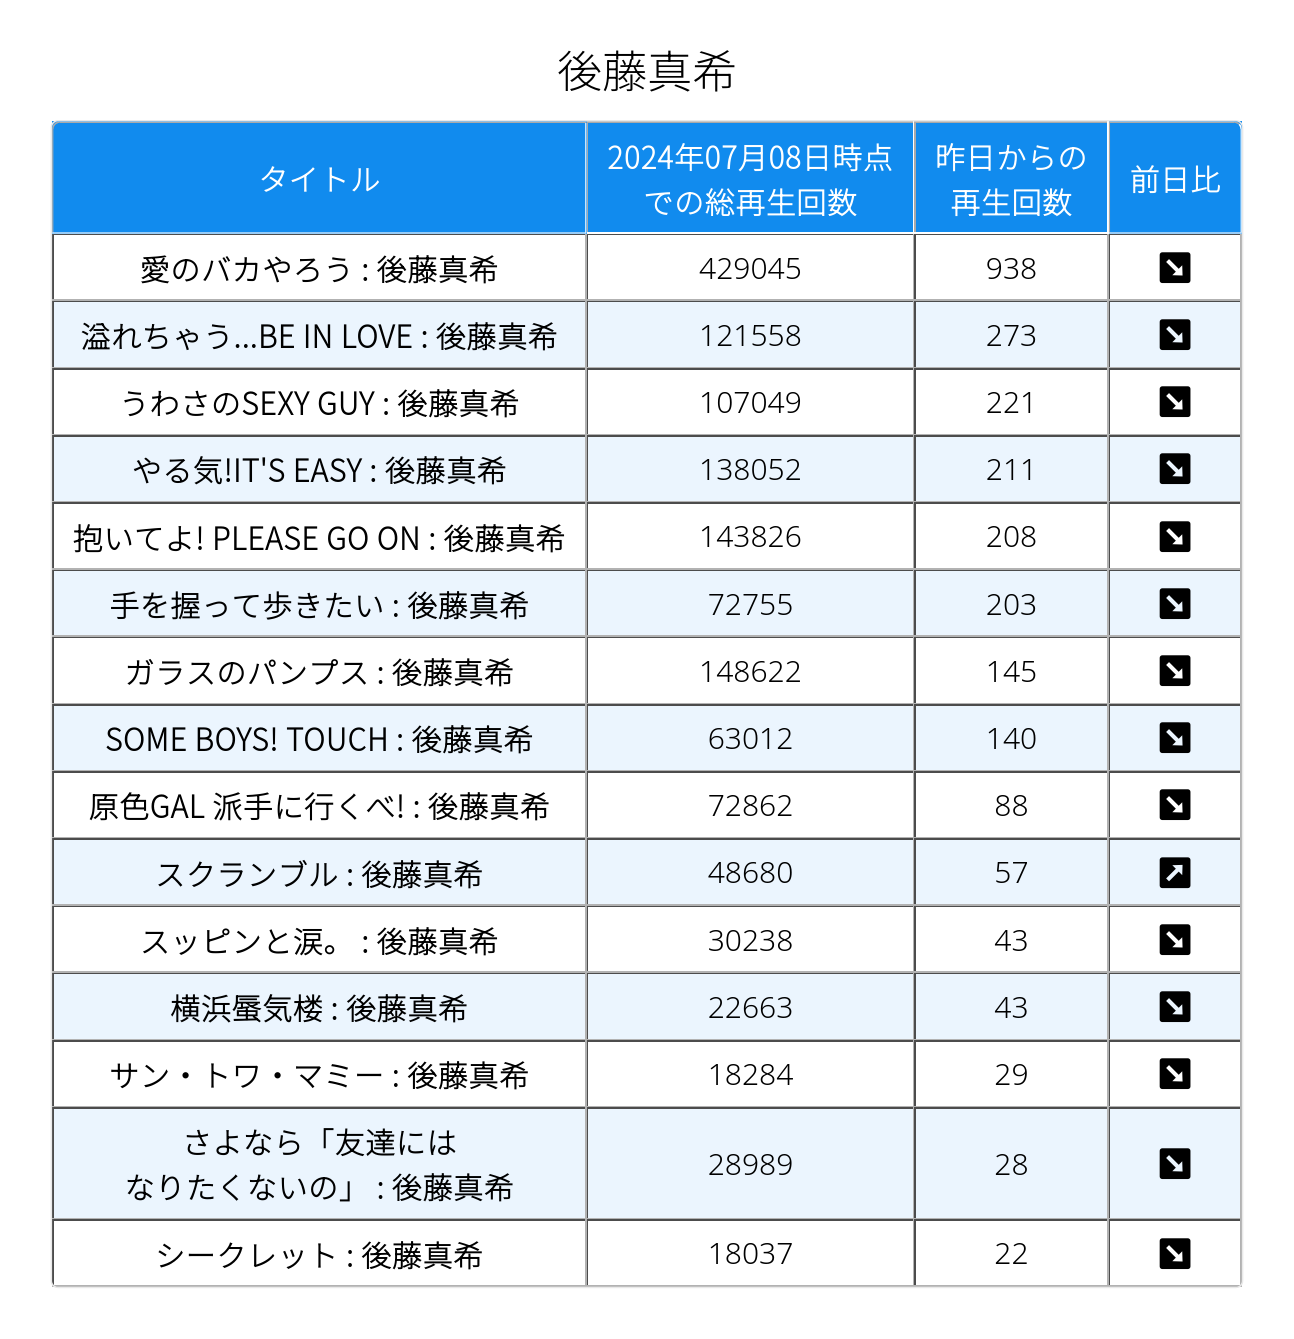 後藤真希
タイトル
2024年07月08日時点
での総再生回数
昨日からの
再生回数
前日比
愛のバカやろう : 後藤真希 429045 938 ↘
溢れちゃう...BE IN LOVE : 後藤真希 121558 273 ↘
うわさのSEXY GUY : 後藤真希 107049 221 ↘
やる気!IT'S EASY : 後藤真希 138052 211 ↘
抱いてよ! PLEASE GO ON : 後藤真希 143826 208 ↘
手を握って歩きたい : 後藤真希 72755 203 ↘
ガラスのパンプス : 後藤真希 148622 145 ↘
SOME BOYS! TOUCH : 後藤真希 63012 140 ↘
原色GAL 派手に行くべ! : 後藤真希 72862 88 ↘
スクランブル : 後藤真希 48680 57 ↗
スッピンと涙。 : 後藤真希 30238 43 ↘
横浜蜃気楼 : 後藤真希 22663 43 ↘
サン・トワ・マミー : 後藤真希 18284 29 ↘
さよなら「友達には
なりたくないの」 : 後藤真希 28989 28 ↘
シークレット : 後藤真希 18037 22 ↘